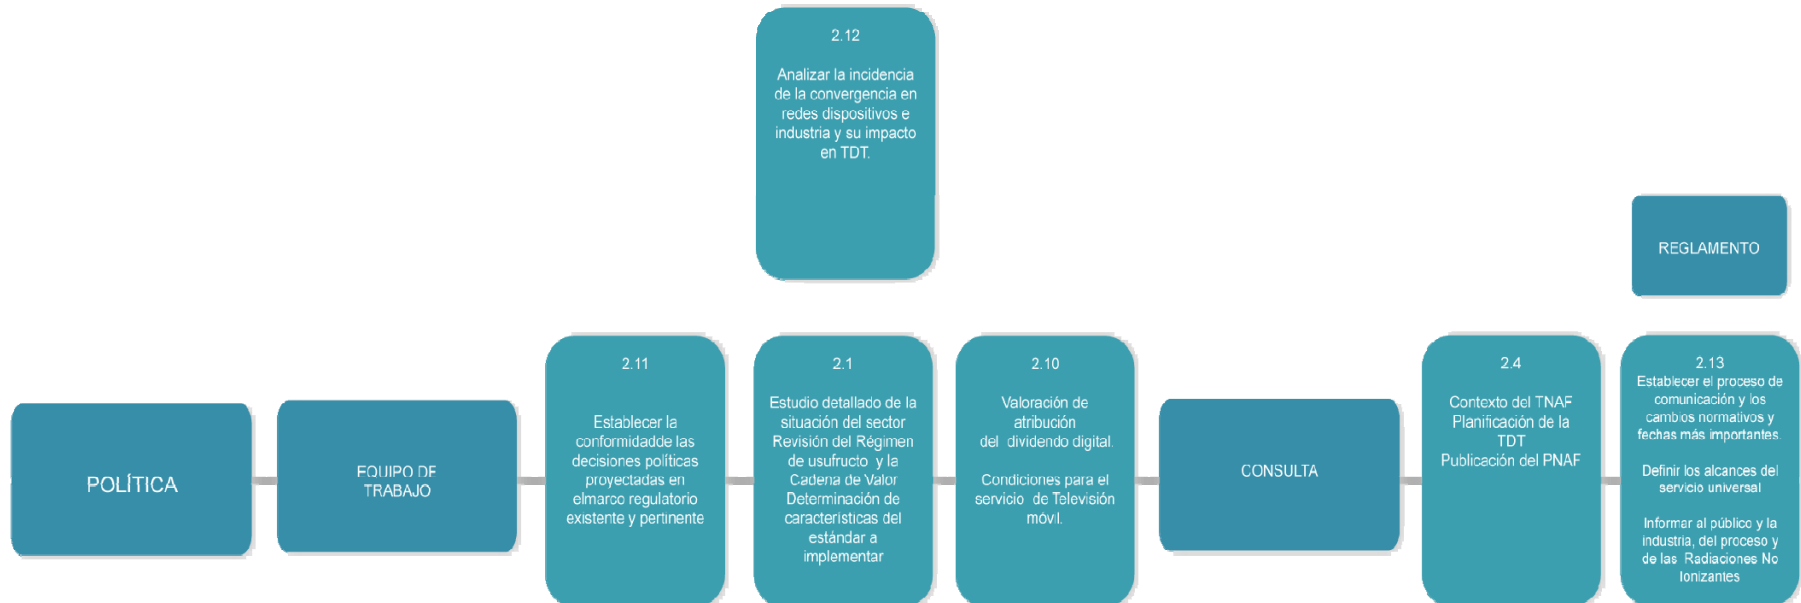 2.12
Analizar la incidencia
de la convergencia en
redes dispositivos e
industria y su impacto
en TDT.
REGLAMENTO
POLÍTICA
EQUIPO DE
TRABAJO
2.11
Establecer la
conformidadde las
decisiones políticas
proyectadas en
elmarco regulatorio
existente y pertinente
2.1
Estudio detallado de la
situación del sector
Revisión del Régimen
de usufructo y la
Cadena de Valor
Determinación de
características del
estándar a
implementar
2.10
Valoración de
atribución
del dividendo digital.
Condiciones para el
servicio de Televisión
móvil.
CONSULTA
2.4
Contexto del TNAF
Planificación de la
TDT
Publicación del PNAF
2.13
Establecer el proceso de
comunicación y los
cambios normativos y
fechas más importantes.
Definir los alcances del
servicio universal
Informar al público y la
industria, del proceso y
de las Radiaciones No
Ionizantes